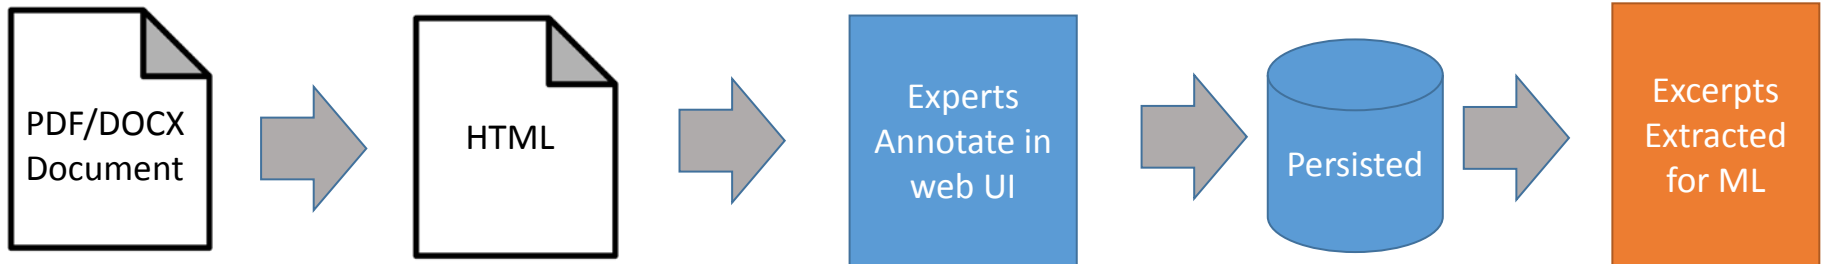 PDF/DOCX
Document
HTML
Experts
Annotate in
web UI
Persisted
Excerpts
Extracted
for ML